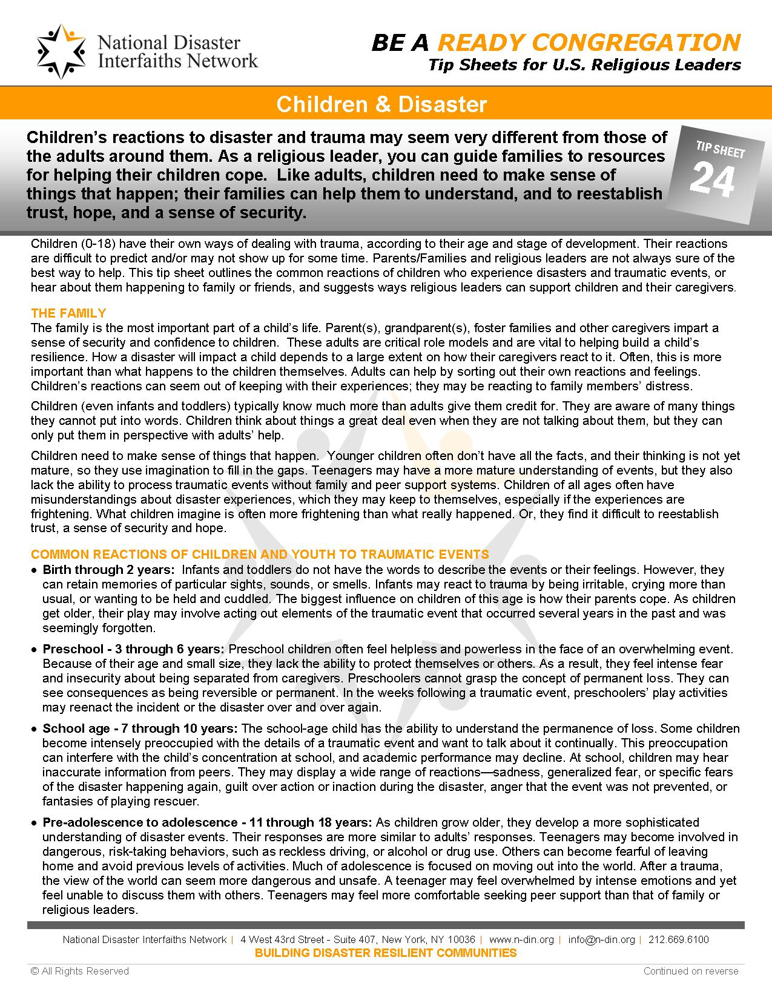 National Disaster
Interfaiths Network
BE A READY CONGREGATION
Tip Sheets for U.S. Religious Leaders
Children & Disaster
Children's reactions to disaster and trauma may seem very different from those of
the adults around them. As a religious leader, you can guide families to resources
for helping their children cope.  Like adults, children need to make sense of
things that happen; their families can help them to understand, and to reestablish
trust, hope, and a sense of security.
TIP SHEET
24
Children (0-18) have their own ways of dealing with trauma, according to their age and stage of development. Their reactions
are difficult to predict and/or may not show up for some time. Parents/Families and religious leaders are not always sure of the
best way to help. This tip sheet outlines the common reactions of children who experience disasters and traumatic events, or
hear about them happening to family or friends, and suggests ways religious leaders can support children and their caregivers.
THE FAMILY
The family is the most important part of a child's life. Parent(s), grandparent(s), foster families and other caregivers impart a
sense of security and confidence to children.  These adults are critical role models and are vital to helping build a child's
resilience. How a disaster will impact a child depends to a large extent on how their caregivers react to it. Often, this is more
important than what happens to the children themselves. Adults can help by sorting out their own reactions and feelings.
Children's reactions can seem out of keeping with their experiences; they may be reacting to family members' distress.
Children (even infants and toddlers) typically know much more than adults give them credit for. They are aware of many things
they cannot put into words. Children think about things a great deal even when they are not talking about them, but they can
only put them in perspective with adults' help.
Children need to make sense of things that happen.  Younger children often don't have all the facts, and their thinking is not yet
mature, so they use imagination to fill in the gaps. Teenagers may have a more mature understanding of events, but they also
lack the ability to process traumatic events without family and peer support systems. Children of all ages often have
misunderstandings about disaster experiences, which they may keep to themselves, especially if the experiences are
frightening. What children imagine is often more frightening than what really happened. Or, they find it difficult to reestablish
trust, a sense of security and hope.
COMMON REACTIONS OF CHILDREN AND YOUTH TO TRAUMATIC EVENTS
• Birth through 2 years:  Infants and toddlers do not have the words to describe the events or their feelings. However, they
can retain memories of particular sights, sounds, or smells. Infants may react to trauma by being irritable, crying more than
usual, or wanting to be held and cuddled. The biggest influence on children of this age is how their parents cope. As children
get older, their play may involve acting out elements of the traumatic event that occurred several years in the past and was
seemingly forgotten.
• Preschool - 3 through 6 years: Preschool children often feel helpless and powerless in the face of an overwhelming event.
Because of their age and small size, they lack the ability to protect themselves or others. As a result, they feel intense fear
and insecurity about being separated from caregivers. Preschoolers cannot grasp the concept of permanent loss. They can
see consequences as being reversible or permanent. In the weeks following a traumatic event, preschoolers' play activities
may reenact the incident or the disaster over and over again.
• School age - 7 through 10 years: The school-age child has the ability to understand the permanence of loss. Some children
become intensely preoccupied with the details of a traumatic event and want to talk about it continually. This preoccupation
can interfere with the child's concentration at school, and academic performance may decline. At school, children may hear
inaccurate information from peers. They may display a wide range of reactions—sadness, generalized fear, or specific fears
of the disaster happening again, guilt over action or inaction during the disaster, anger that the event was not prevented, or
fantasies of playing rescuer.
• Pre-adolescence to adolescence - 11 through 18 years: As children grow older, they develop a more sophisticated
understanding of disaster events. Their responses are more similar to adults' responses. Teenagers may become involved in
dangerous, risk-taking behaviors, such as reckless driving, or alcohol or drug use. Others can become fearful of leaving
home and avoid previous levels of activities. Much of adolescence is focused on moving out into the world. After a trauma,
the view of the world can seem more dangerous and unsafe. A teenager may feel overwhelmed by intense emotions and yet
feel unable to discuss them with others. Teenagers may feel more comfortable seeking peer support than that of family or
religious leaders.
National Disaster Interfaiths Network | 4 West 43rd Street - Suite 407, New York, NY 10036 | www.n-din.org | info@n-din.org | 212.669.6100
BUILDING DISASTER RESILIENT COMMUNITIES
© All Rights Reserved
Continued on reverse